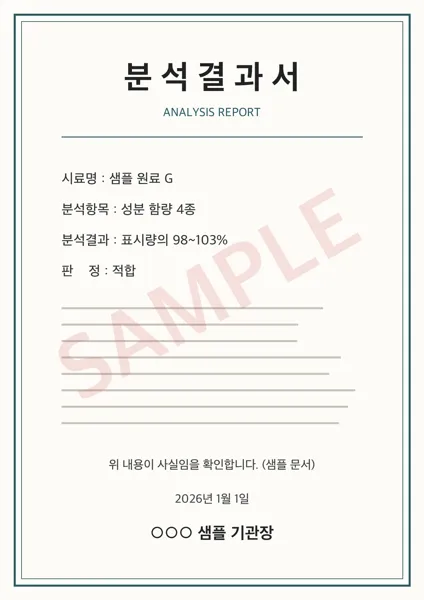 분석결과서
ANALYSIS REPORT
시료명 : 샘플 원료 G
분석항목 : 성분 함량 4종
분석결과 : 표시량의 98~103%
판 정 : 적합
SAMPLE
위 내용이 사실임을 확인합니다. (샘플 문서)
2026년 1월 1일
○○○ 샘플 기관장